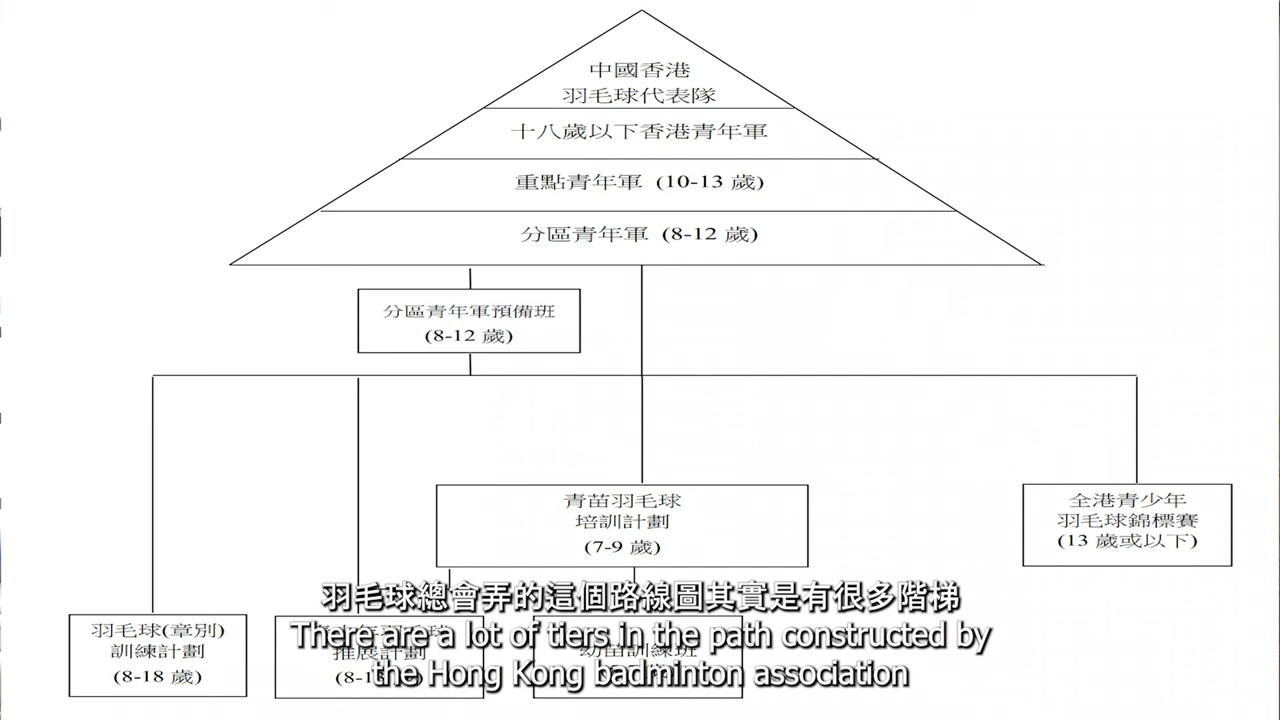 中國香港
羽毛球代表隊
十八歲以下香港青年軍
重點青年軍 (10-13 歲)
分區青年軍 (8-12 歲)
分區青年軍預備班
(8-12 歲)
青苗羽毛球
培訓計劃
(7-9 歲)
全港青少年
羽毛球錦標賽
(13 歲或以下)
羽毛球(章別)
訓練計劃
(8-18 歲)
推展計劃
幼苗訓練班
羽毛球總會弄的這個路線圖其實是有很多階梯
There are a lot of tiers in the path constructed by
the Hong Kong badminton association